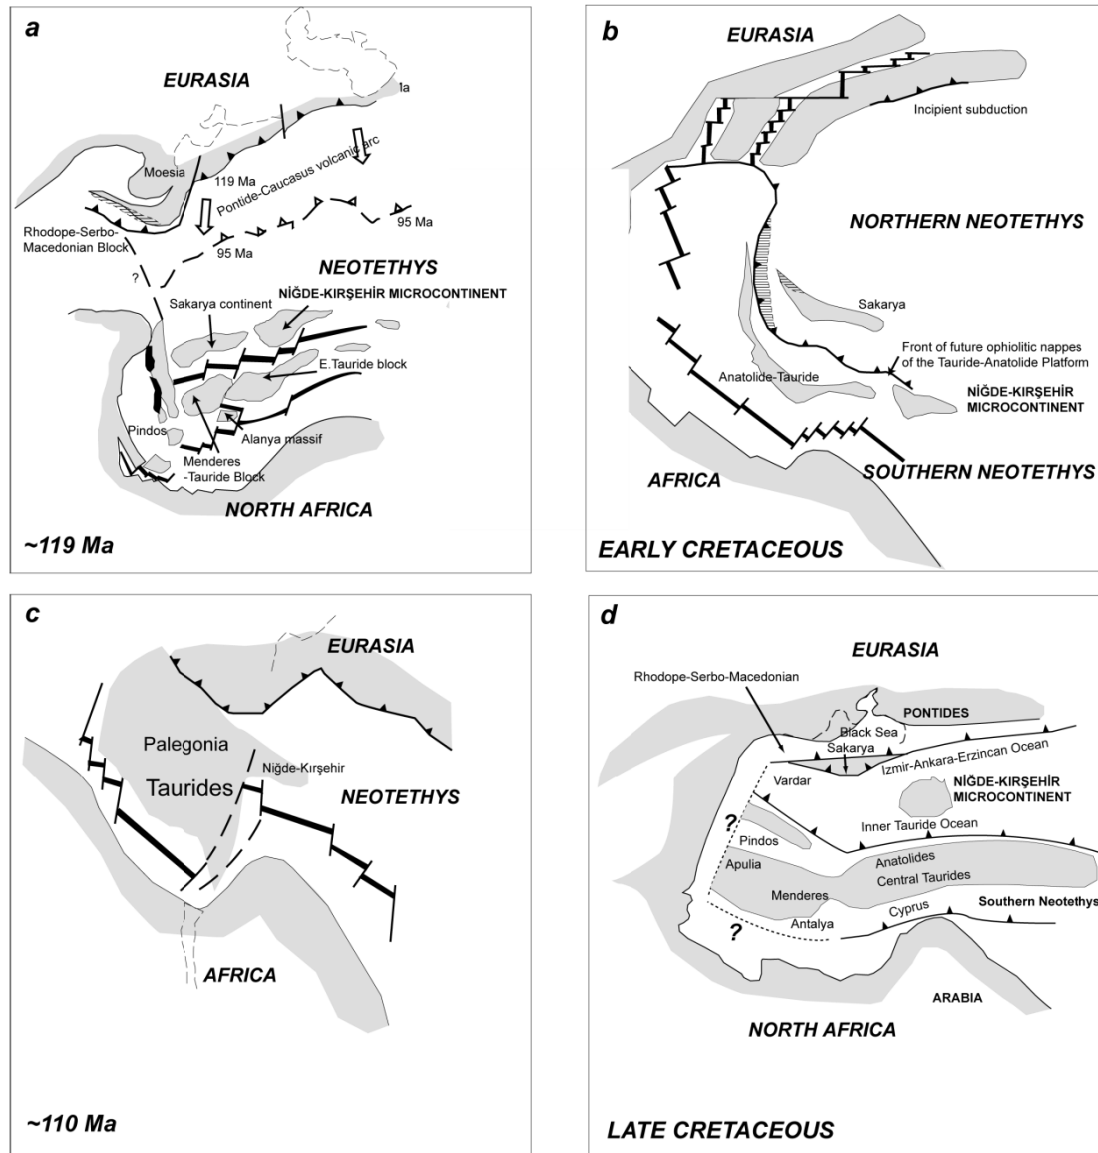 a
EURASIA
Ma
Moesia
119 Ma
Pontide-Caucasus volcanic arc
Rhodope-Serbo-
Macedonian Block
95 Ma
95 Ma
?
NEOTETHYS
Sakarya continent
NİĞDE-KIRŞEHİR MICROCONTINENT
E.Tauride block
Pindos
Alanya massif
Menderes
-Tauride Block
NORTH AFRICA
~119 Ma
b
EURASIA
Incipient subduction
NORTHERN NEOTETHYS
Sakarya
Front of future ophiolitic nappes
of the Tauride-Anatolide Platform
Anatolide-Tauride
NİĞDE-KIRŞEHİR
MICROCONTINENT
AFRICA
SOUTHERN NEOTETHYS
EARLY CRETACEOUS
c
EURASIA
Palegonia
Taurides
Niğde-Kırşehir
NEOTETHYS
AFRICA
~110 Ma
d
EURASIA
Rhodope-Serbo-Macedonian
PONTIDES
Black Sea
Sakarya
Izmir-Ankara-Erzincan Ocean
Vardar
NİĞDE-KIRŞEHİR
MICROCONTINENT
?
Inner Tauride Ocean
Pindos
Apulia
Anatolides
Central Taurides
Menderes
Southern Neotethys
Cyprus
Antalya
?
ARABIA
NORTH AFRICA
LATE CRETACEOUS